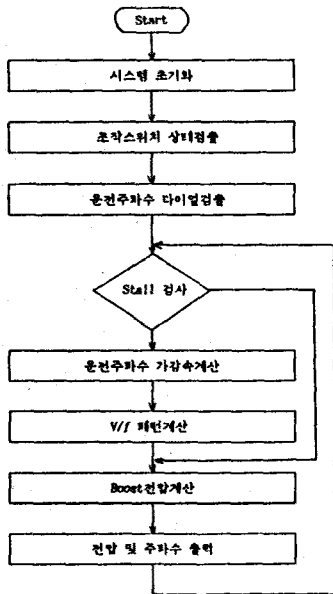 Start
시스템 초기화
조작스위치 상태검출
운전주파수 다이얼검출
Stall 검사
운전주파수 가감속계산
V/f 패턴계산
Boost전압계산
전압 및 주파수 출력